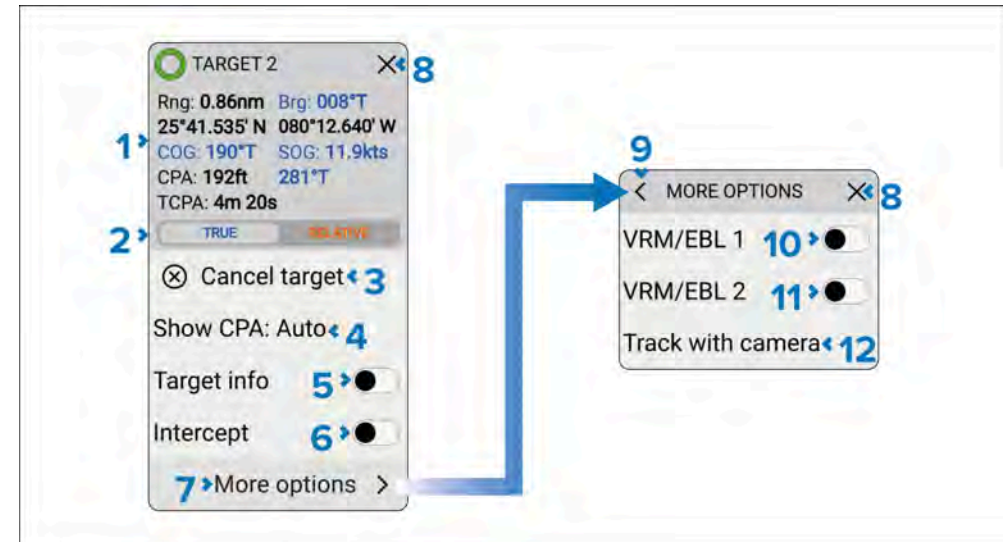 TARGET 2 8
Rng: 0.86nm Brg: 008°T
25°41.535' N 080°12.640' W
1 COG: 190°T SOG: 11.9kts
CPA: 192ft 281°T
TCPA: 4m 20s
2 TRUE RELATIVE
Cancel target 3
Show CPA: Auto 4
Target info 5
Intercept 6
7 More options >
9
< MORE OPTIONS 8
VRM/EBL 1 10
VRM/EBL 2 11
Track with camera 12